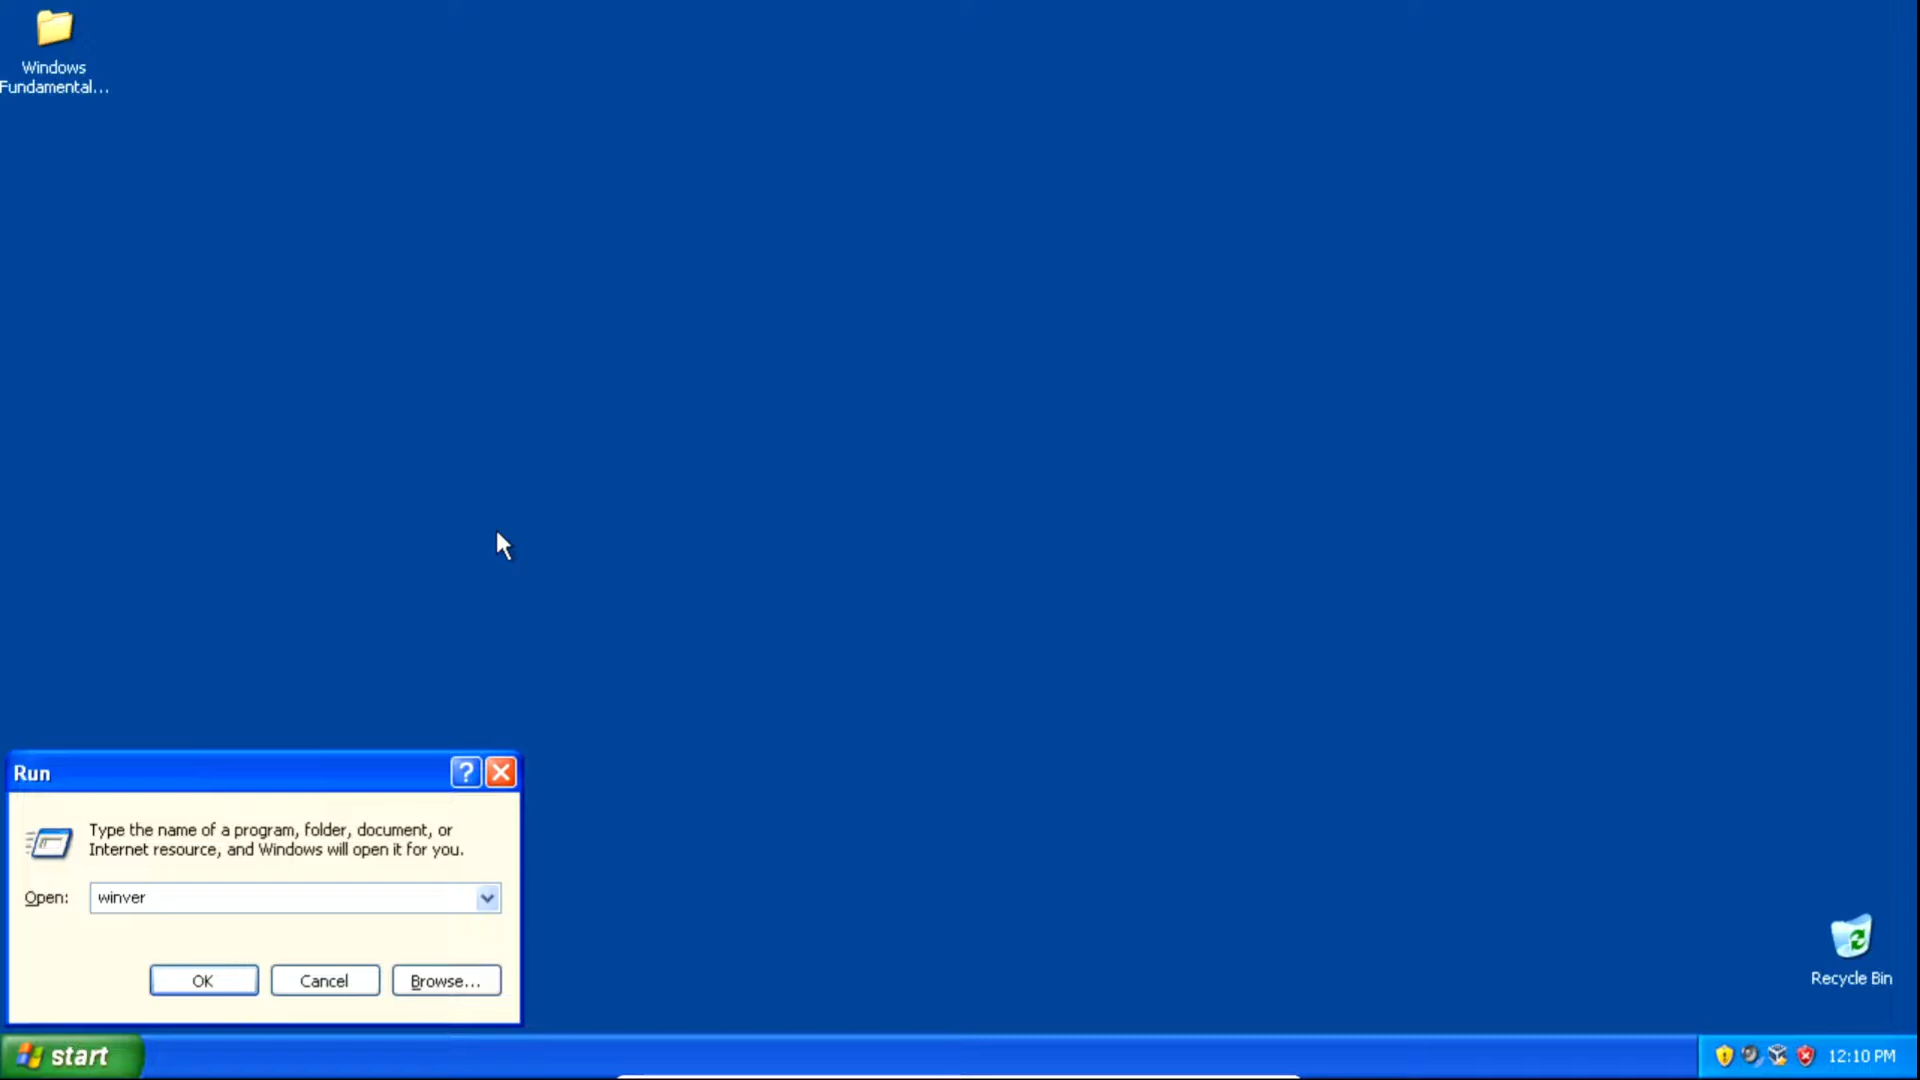 Windows
Fundamental...
Run
Type the name of a program, folder, document, or
Internet resource, and Windows will open it for you.
Open: winver
OK Cancel Browse...
Recycle Bin
start 12:10 PM